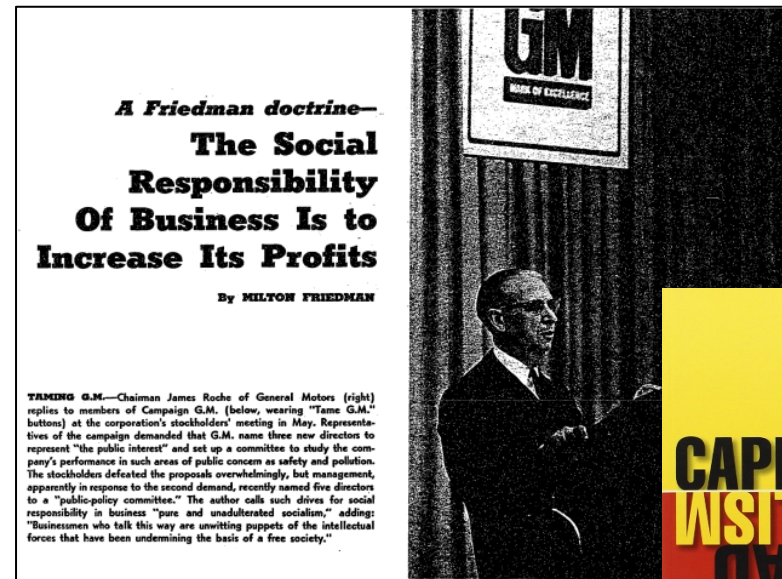 A Friedman doctrine—
The Social
Responsibility
Of Business Is to
Increase Its Profits
By MILTON FRIEDMAN
TAMING G.M.—Chairman James Roche of General Motors (right)
replies to members of Campaign G.M. (below, wearing "Tame G.M."
buttons) at the corporation's stockholders' meeting in May. Representa-
tives of the campaign demanded that G.M. name three new directors to
represent "the public interest" and set up a committee to study the com-
pany's performance in such areas of public concern as safety and pollution.
The stockholders defeated the proposals overwhelmingly, but management,
apparently in response to the second demand, recently named five directors
to a "public-policy committee." The author calls such drives for social
responsibility in business "pure and unadulterated socialism," adding:
"Businessmen who talk this way are unwitting puppets of the intellectual
forces that have been undermining the basis of a free society."
GM
MARK OF EXCELLENCE